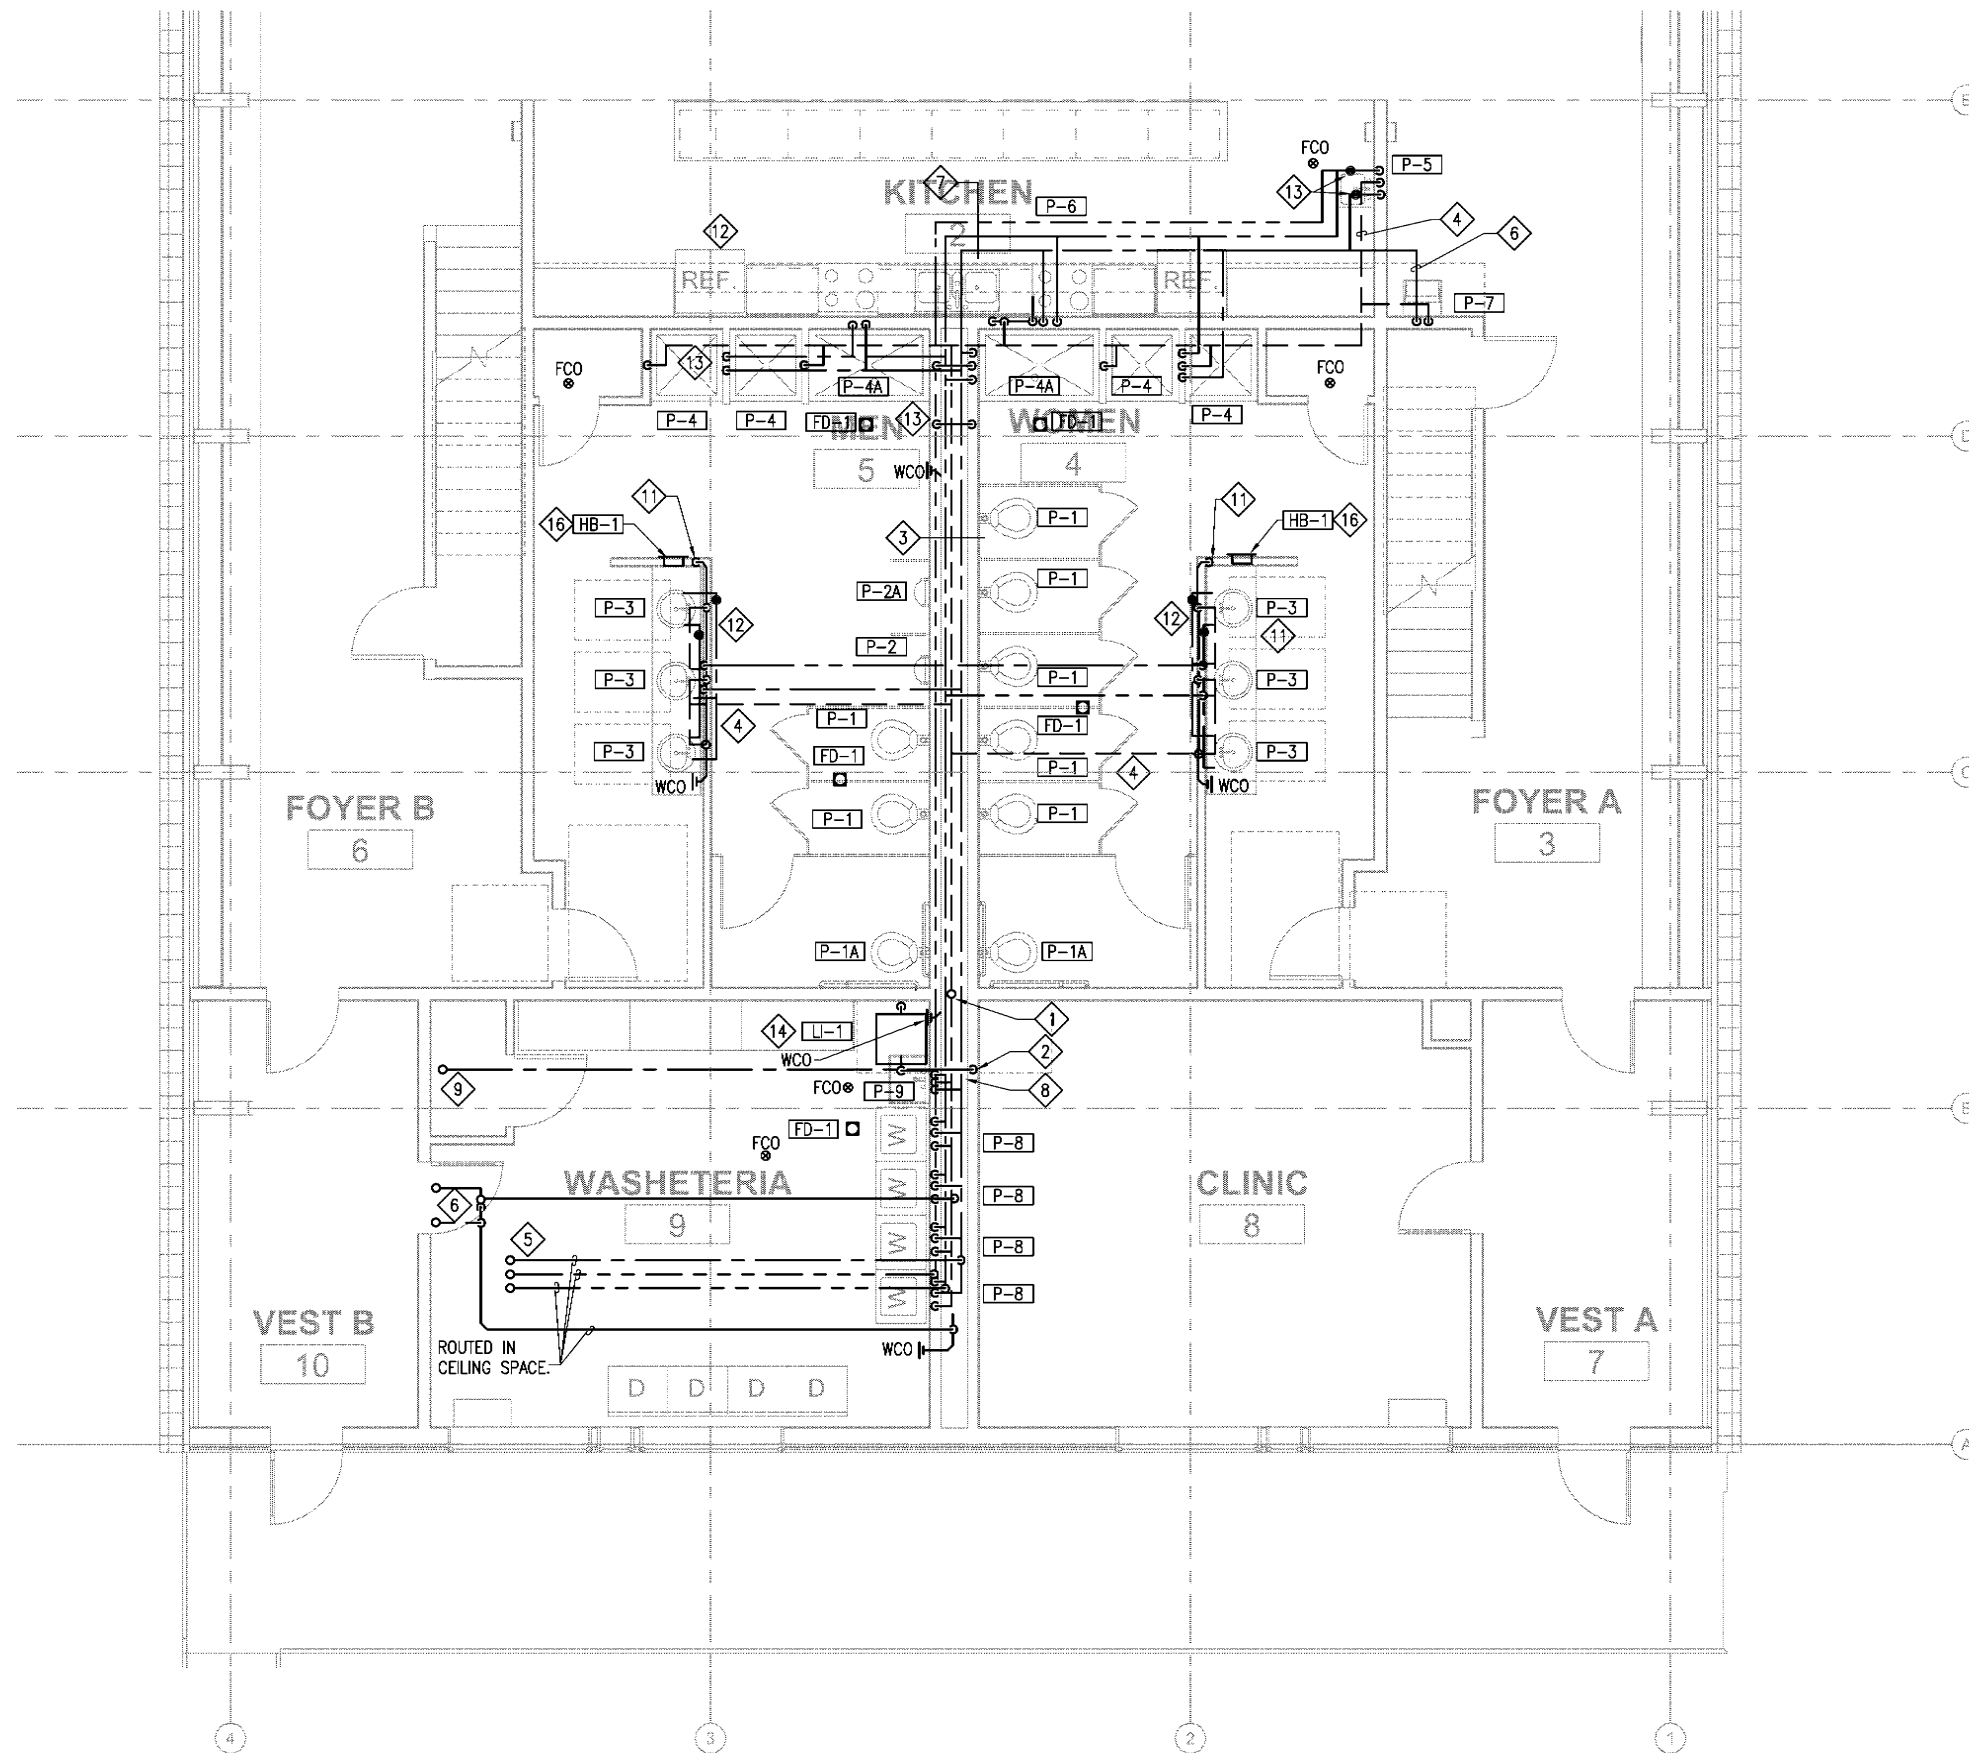 E
FCO
P-5
7
KITCHEN
13
P-6
12
2
4
6
REF.
REF.
P-7
FCO
13
FCO
P-4A
P-4A
P-4
P-4
P-4
FD-1
MEN
13
WOMEN
FD-1
P-4
D
5
WCO
4
11
11
16
HB-1
P-1
HB-1
16
3
P-3
P-2A
P-1
P-3
12
12
11
P-2
P-3
P-1
P-3
4
P-1
FD-1
P-3
FD-1
P-1
P-3
4
C
WCO
WCO
FOYER B
P-1
P-1
FOYER A
6
3
P-1A
P-1A
14
LI-1
1
WCO
2
9
FCO
P-9
8
B
FD-1
FCO
W
P-8
WASHETERIA
W
P-8
CLINIC
6
9
8
5
W
P-8
W
P-8
VEST B
VEST A
10
ROUTED IN
CEILING SPACE.
WCO
7
D
D
D
D
A
4
3
2
1